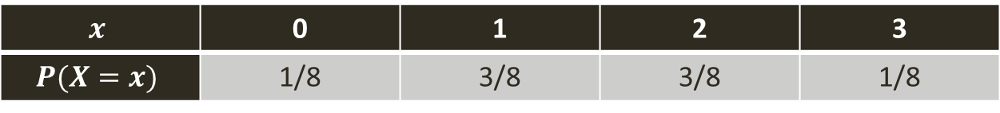 x 0 1 2 3
P(X = x) 1/8 3/8 3/8 1/8